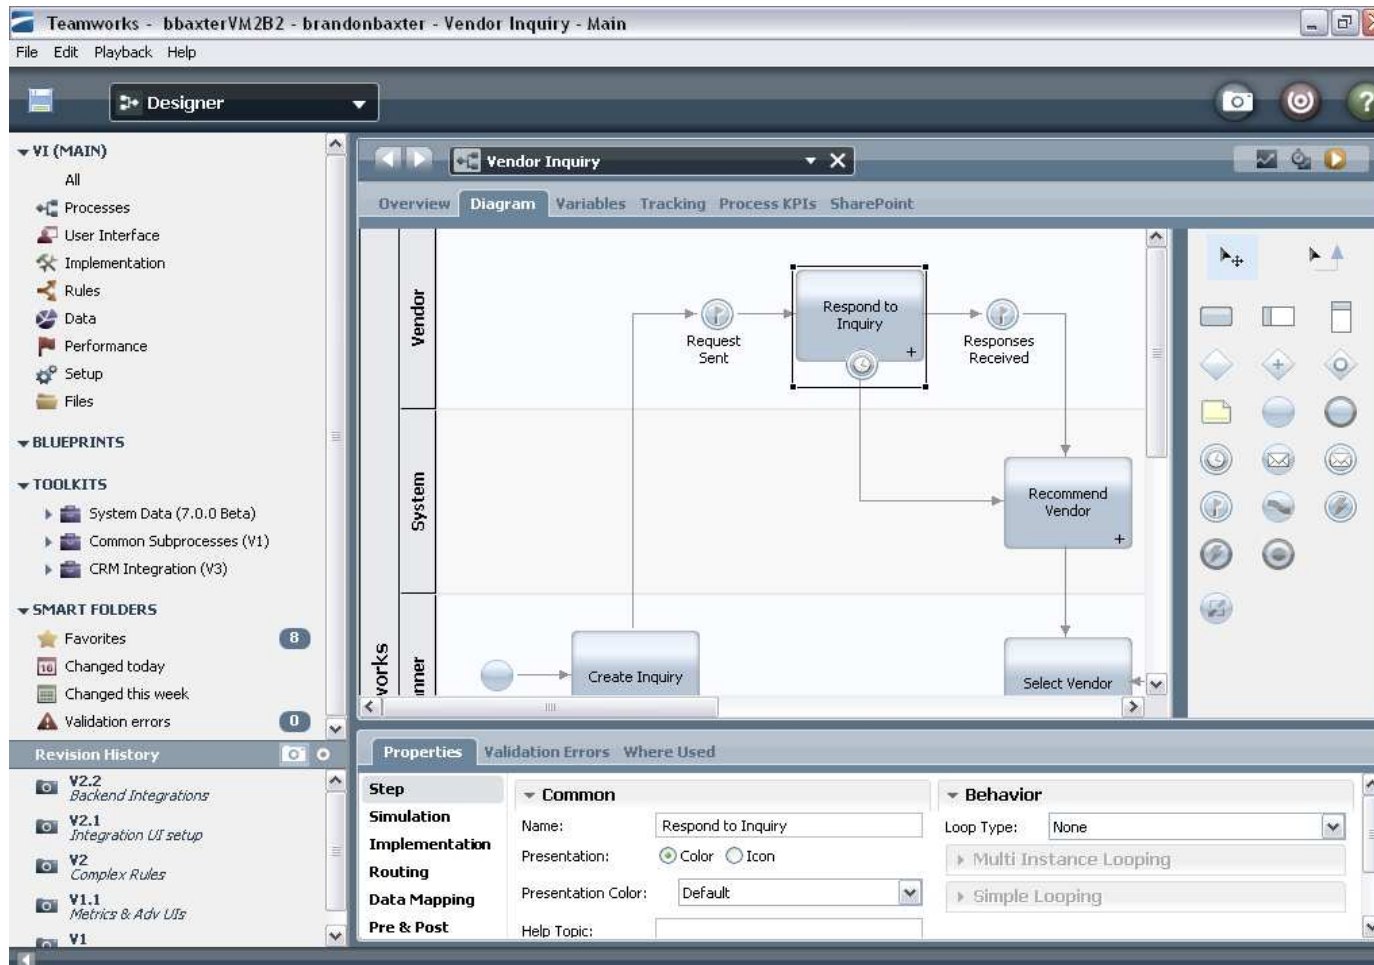 Teamworks - bbaxterVM2B2 - brandonbaxter - Vendor Inquiry - Main
File Edit Playback Help
Designer
VI (MAIN)
All
Processes
User Interface
Implementation
Rules
Data
Performance
Setup
Files
BLUEPRINTS
TOOLKITS
System Data (7.0.0 Beta)
Common Subprocesses (V1)
CRM Integration (V3)
SMART FOLDERS
Favorites 8
Changed today
Changed this week
Validation errors 0
Revision History
V2.2
Backend Integrations
V2.1
Integration UI setup
V2
Complex Rules
V1.1
Metrics & Adv UIs
V1
Vendor Inquiry
Overview Diagram Variables Tracking Process KPIs SharePoint
Vendor
Request
Sent
Respond to
Inquiry
Responses
Received
System
Recommend
Vendor
Create Inquiry
Select Vendor
Properties Validation Errors Where Used
Step
Simulation
Implementation
Routing
Data Mapping
Pre & Post
Common
Name: Respond to Inquiry
Presentation: Color Icon
Presentation Color: Default
Help Topic:
Behavior
Loop Type: None
Multi Instance Looping
Simple Looping